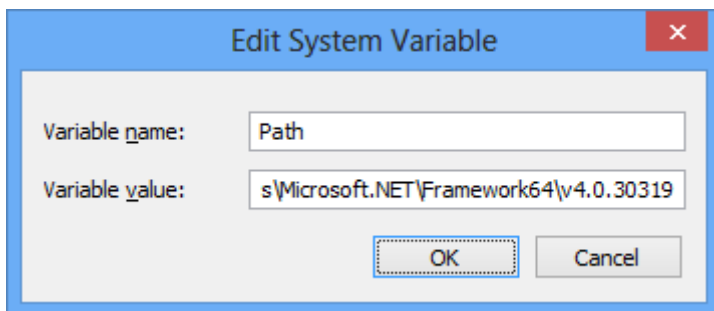 Edit System Variable
Variable name: Path
Variable value: s\Microsoft.NET\Framework64\v4.0.30319
OK Cancel